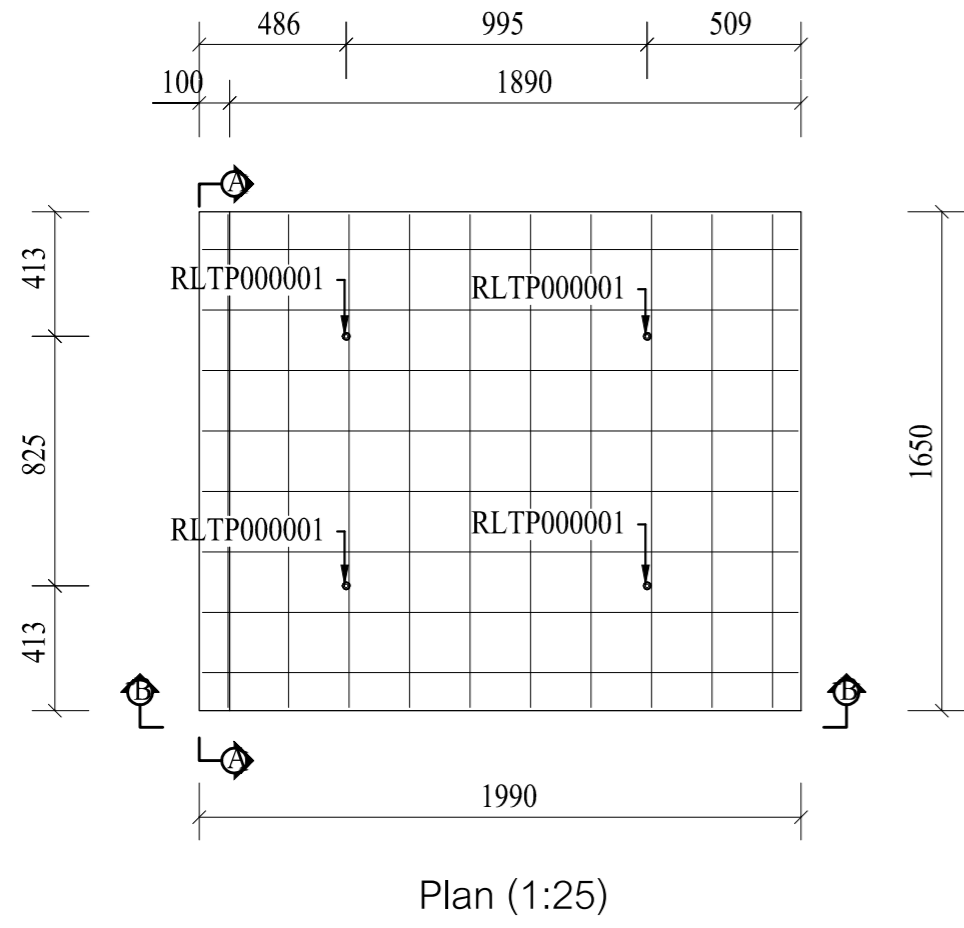 486 995 509
100 1890
A
413
RLTP000001 RLTP000001
825
1650
RLTP000001 RLTP000001
413
B B
A
1990
Plan (1:25)